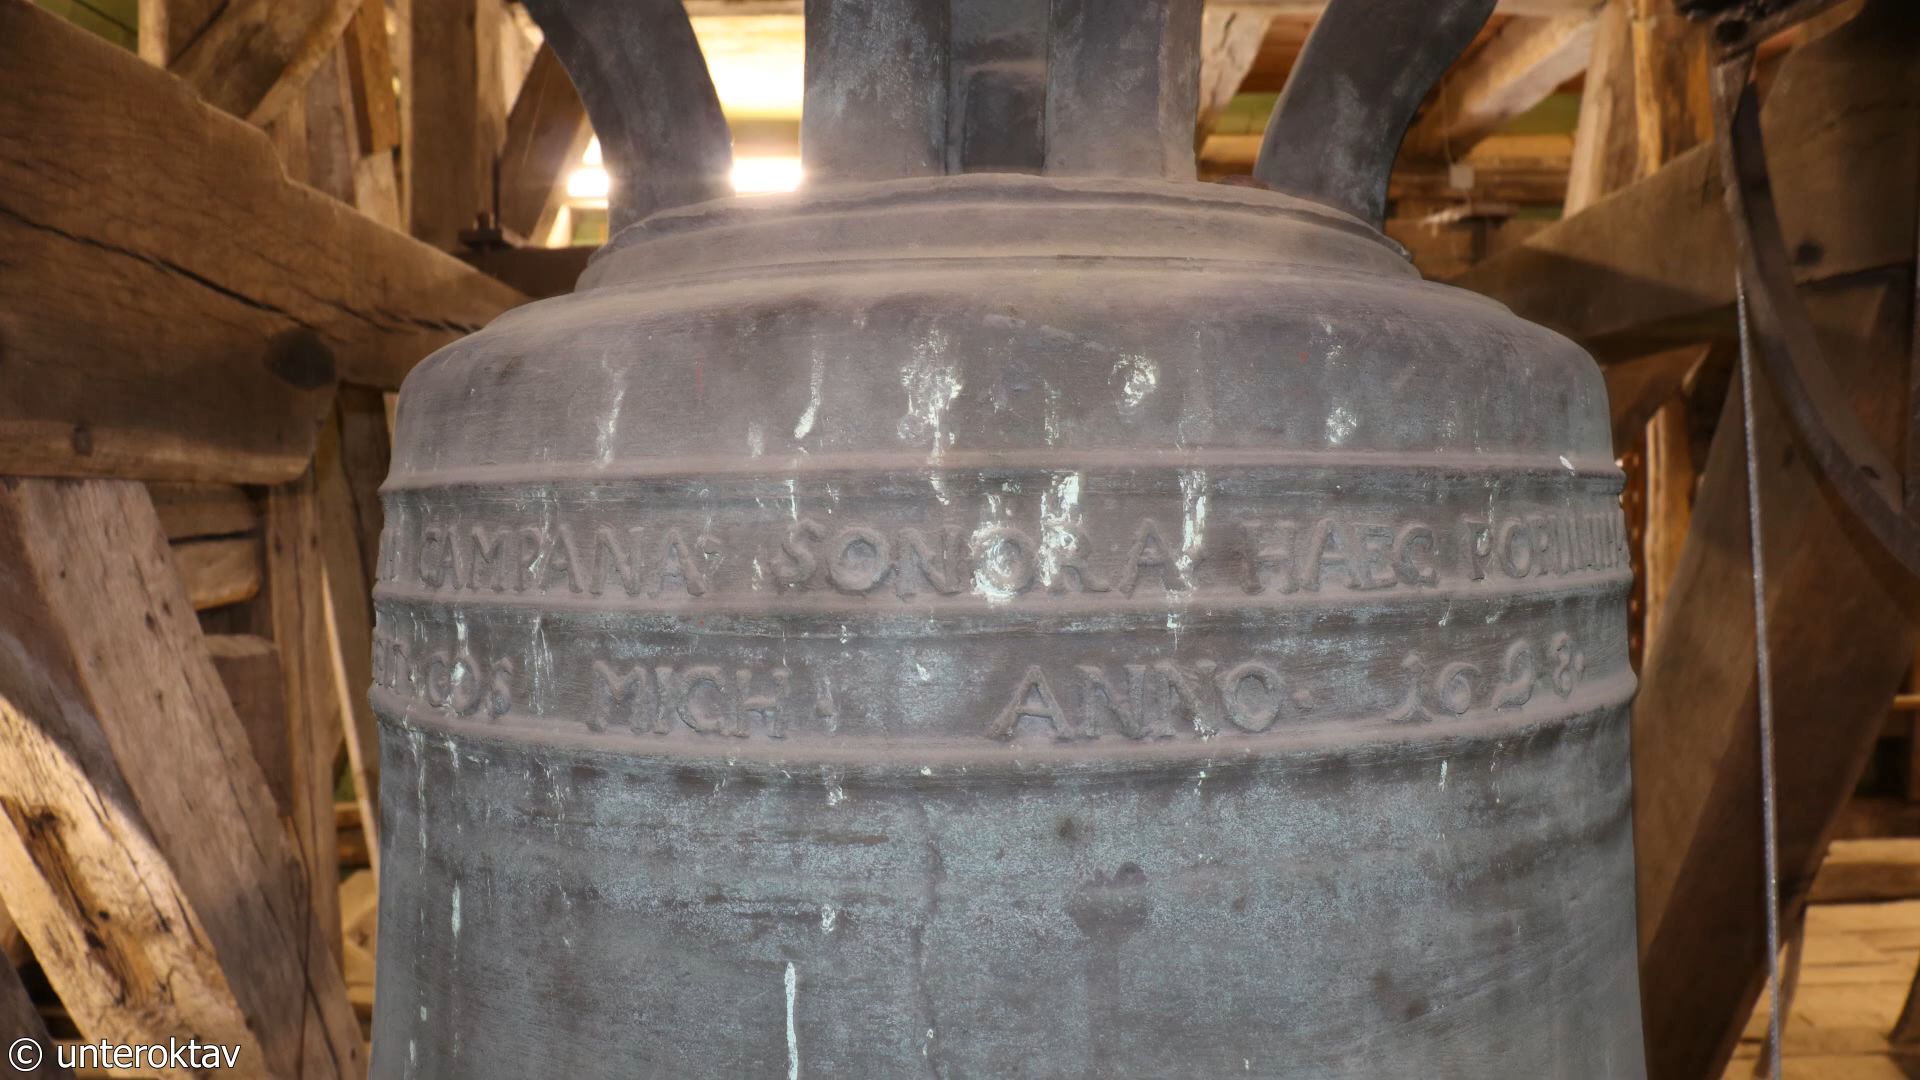 CAMPANA SONORA HAEC
MICH ANNO · 1628 ·
© unteroktav